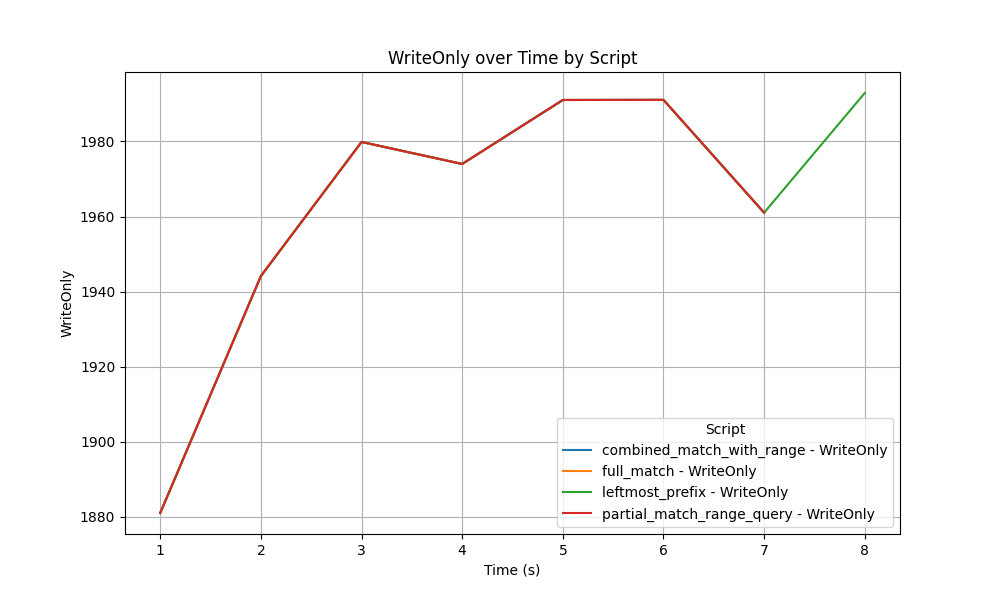 WriteOnly over Time by Script
1980
1960
1940
1920
1900
1880
WriteOnly
1 2 3 4 5 6 7 8
Time (s)
Script
combined_match_with_range - WriteOnly
full_match - WriteOnly
leftmost_prefix - WriteOnly
partial_match_range_query - WriteOnly